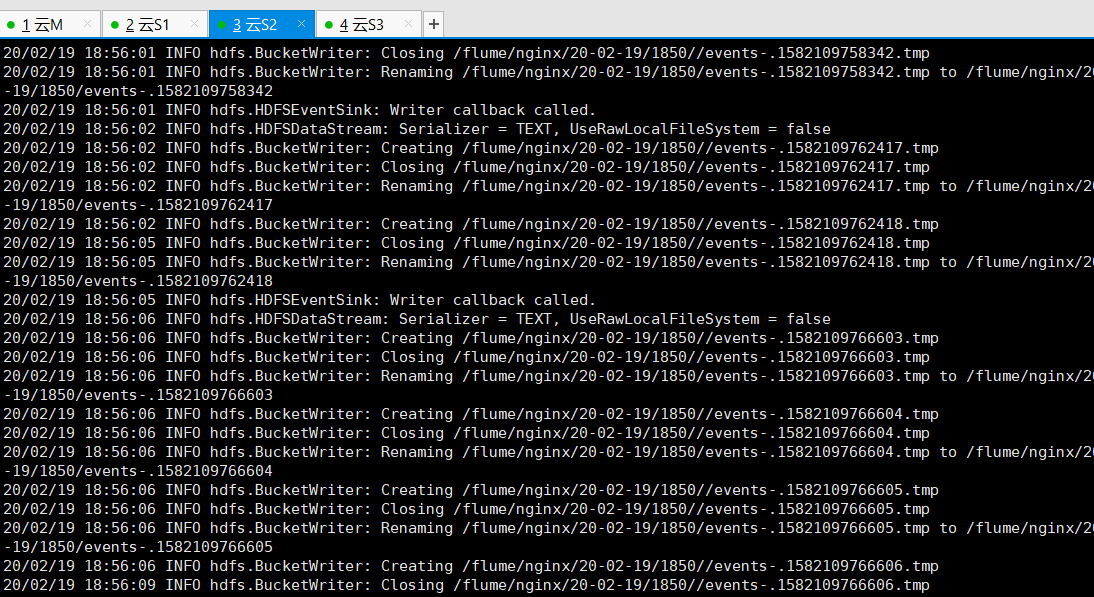 1 云M × 2 云S1 × 3 云S2 × 4 云S3 × +
20/02/19 18:56:01 INFO hdfs.BucketWriter: Closing /flume/nginx/20-02-19/1850//events-.1582109758342.tmp
20/02/19 18:56:01 INFO hdfs.BucketWriter: Renaming /flume/nginx/20-02-19/1850/events-.1582109758342.tmp to /flume/nginx/20
-19/1850/events-.1582109758342
20/02/19 18:56:01 INFO hdfs.HDFSEventSink: Writer callback called.
20/02/19 18:56:02 INFO hdfs.HDFSDataStream: Serializer = TEXT, UseRawLocalFileSystem = false
20/02/19 18:56:02 INFO hdfs.BucketWriter: Creating /flume/nginx/20-02-19/1850//events-.1582109762417.tmp
20/02/19 18:56:02 INFO hdfs.BucketWriter: Closing /flume/nginx/20-02-19/1850//events-.1582109762417.tmp
20/02/19 18:56:02 INFO hdfs.BucketWriter: Renaming /flume/nginx/20-02-19/1850/events-.1582109762417.tmp to /flume/nginx/20
-19/1850/events-.1582109762417
20/02/19 18:56:02 INFO hdfs.BucketWriter: Creating /flume/nginx/20-02-19/1850//events-.1582109762418.tmp
20/02/19 18:56:05 INFO hdfs.BucketWriter: Closing /flume/nginx/20-02-19/1850//events-.1582109762418.tmp
20/02/19 18:56:05 INFO hdfs.BucketWriter: Renaming /flume/nginx/20-02-19/1850/events-.1582109762418.tmp to /flume/nginx/20
-19/1850/events-.1582109762418
20/02/19 18:56:05 INFO hdfs.HDFSEventSink: Writer callback called.
20/02/19 18:56:06 INFO hdfs.HDFSDataStream: Serializer = TEXT, UseRawLocalFileSystem = false
20/02/19 18:56:06 INFO hdfs.BucketWriter: Creating /flume/nginx/20-02-19/1850//events-.1582109766603.tmp
20/02/19 18:56:06 INFO hdfs.BucketWriter: Closing /flume/nginx/20-02-19/1850//events-.1582109766603.tmp
20/02/19 18:56:06 INFO hdfs.BucketWriter: Renaming /flume/nginx/20-02-19/1850/events-.1582109766603.tmp to /flume/nginx/20
-19/1850/events-.1582109766603
20/02/19 18:56:06 INFO hdfs.BucketWriter: Creating /flume/nginx/20-02-19/1850//events-.1582109766604.tmp
20/02/19 18:56:06 INFO hdfs.BucketWriter: Closing /flume/nginx/20-02-19/1850//events-.1582109766604.tmp
20/02/19 18:56:06 INFO hdfs.BucketWriter: Renaming /flume/nginx/20-02-19/1850/events-.1582109766604.tmp to /flume/nginx/20
-19/1850/events-.1582109766604
20/02/19 18:56:06 INFO hdfs.BucketWriter: Creating /flume/nginx/20-02-19/1850//events-.1582109766605.tmp
20/02/19 18:56:06 INFO hdfs.BucketWriter: Closing /flume/nginx/20-02-19/1850//events-.1582109766605.tmp
20/02/19 18:56:06 INFO hdfs.BucketWriter: Renaming /flume/nginx/20-02-19/1850/events-.1582109766605.tmp to /flume/nginx/20
-19/1850/events-.1582109766605
20/02/19 18:56:06 INFO hdfs.BucketWriter: Creating /flume/nginx/20-02-19/1850//events-.1582109766606.tmp
20/02/19 18:56:09 INFO hdfs.BucketWriter: Closing /flume/nginx/20-02-19/1850//events-.1582109766606.tmp